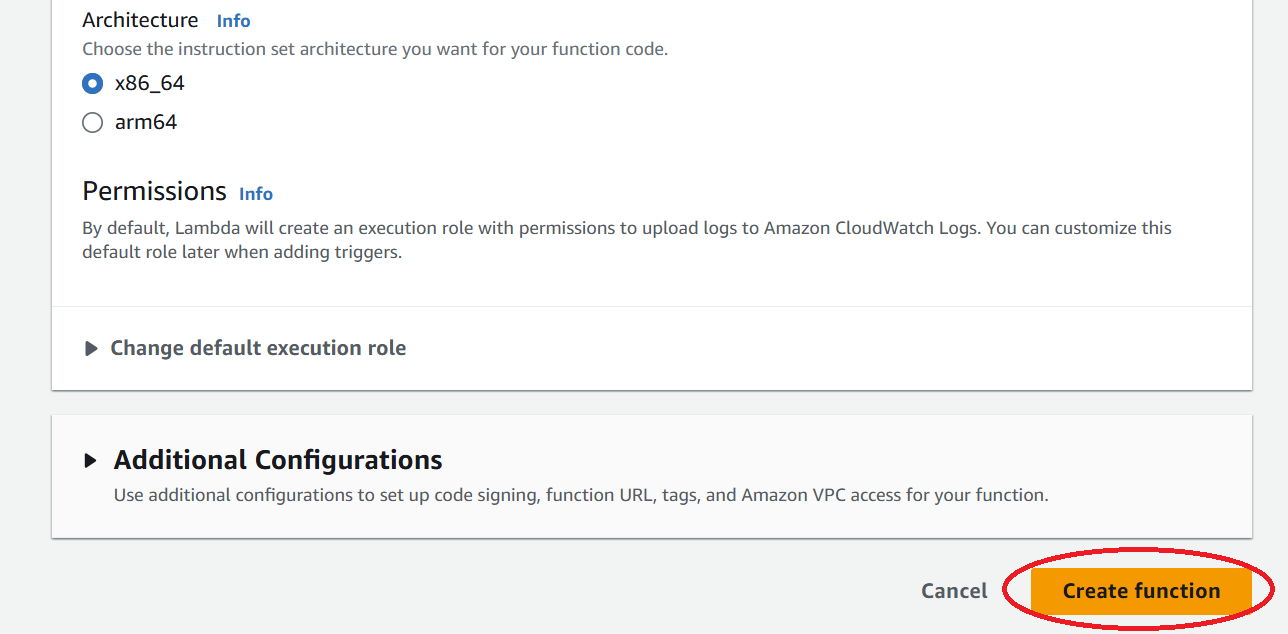 Architecture Info
Choose the instruction set architecture you want for your function code.
x86_64
arm64
Permissions Info
By default, Lambda will create an execution role with permissions to upload logs to Amazon CloudWatch Logs. You can customize this
default role later when adding triggers.
Change default execution role
Additional Configurations
Use additional configurations to set up code signing, function URL, tags, and Amazon VPC access for your function.
Cancel Create function